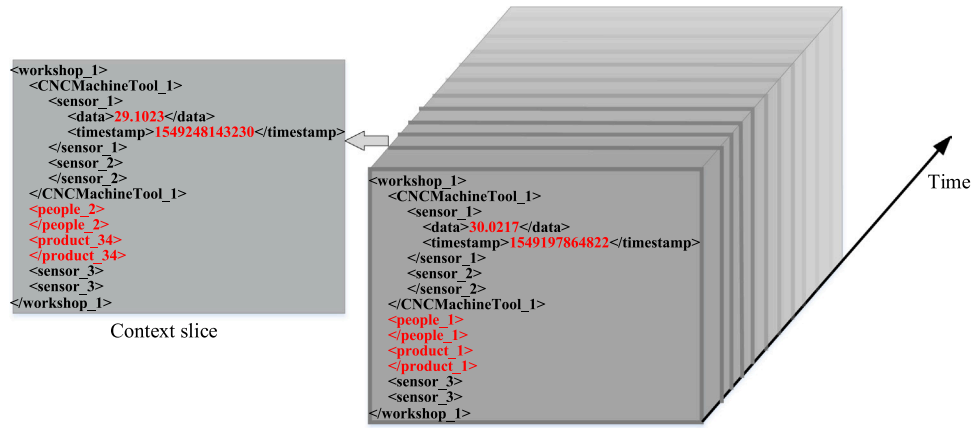 <workshop_1>
<CNCMachineTool_1>
<sensor_1>
<data>29.1023</data>
<timestamp>1549248143230</timestamp>
</sensor_1>
<sensor_2>
</sensor_2>
</CNCMachineTool_1>
<people_2>
</people_2>
<product_34>
</product_34>
<sensor_3>
<sensor_3>
</workshop_1>
Context slice
<workshop_1>
<CNCMachineTool_1>
<sensor_1>
<data>30.0217</data>
<timestamp>1549197864822</timestamp>
</sensor_1>
<sensor_2>
</sensor_2>
</CNCMachineTool_1>
<people_1>
</people_1>
<product_1>
</product_1>
<sensor_3>
<sensor_3>
</workshop_1>
Time